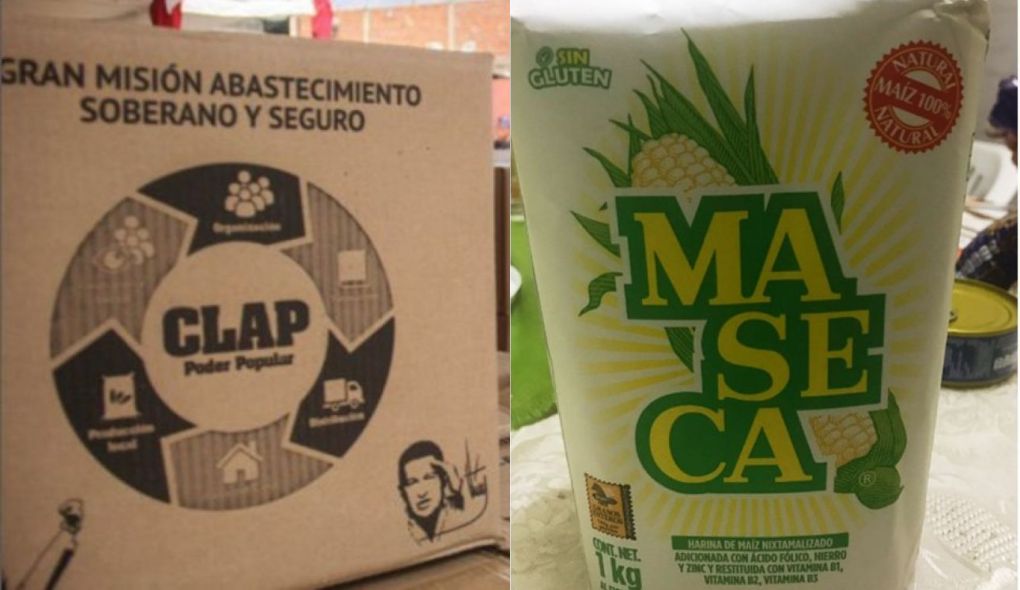 GRAN MISIÓN ABASTECIMIENTO
SOBERANO Y SEGURO
Organización
CLAP
Poder Popular
Producción
local
Distribución
SIN
GLUTEN
NATURAL
MAÍZ 100%
NATURAL
MA
SE
CA
®
GRANOS
ENTEROS
CONT. NET.
1 kg
HARINA DE MAÍZ NIXTAMALIZADO
ADICIONADA CON ÁCIDO FÓLICO, HIERRO
Y ZINC Y RESTITUIDA CON VITAMINA B1,
VITAMINA B2, VITAMINA B3